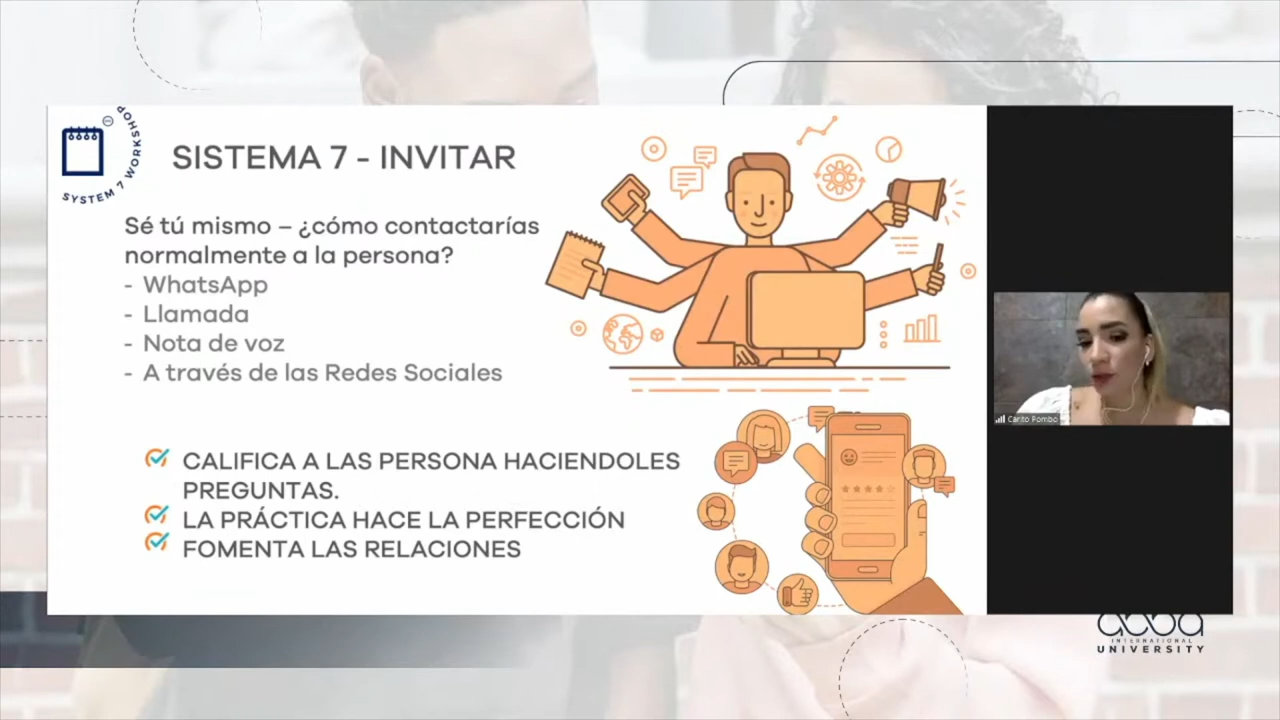 SYSTEM 7 WORKSHOP
SISTEMA 7 - INVITAR
Sé tú mismo – ¿cómo contactarías
normalmente a la persona?
- WhatsApp
- Llamada
- Nota de voz
- A través de las Redes Sociales
CALIFICA A LAS PERSONA HACIENDOLES
PREGUNTAS.
LA PRÁCTICA HACE LA PERFECCIÓN
FOMENTA LAS RELACIONES
Carito Pombo
INTERNATIONAL
UNIVERSITY